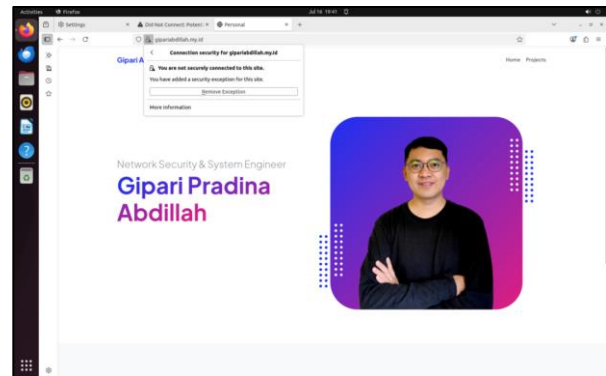 Activities Firefox Jul 16 19:41
Settings
Did Not Connect: Potenti
Personal
gipariabdillah.my.id
Connection security for gipariabdillah.my.id
Gipari A
You are not securely connected to this site.
You have added a security exception for this site.
Remove Exception
More information
Home Projects
Network Security & System Engineer
Gipari Pradina
Abdillah